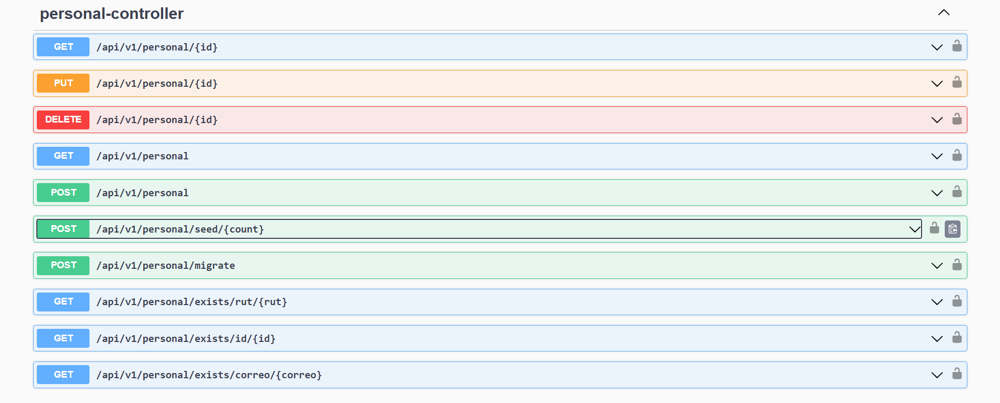 personal-controller
GET /api/v1/personal/{id}
PUT /api/v1/personal/{id}
DELETE /api/v1/personal/{id}
GET /api/v1/personal
POST /api/v1/personal
POST /api/v1/personal/seed/{count}
POST /api/v1/personal/migrate
GET /api/v1/personal/exists/rut/{rut}
GET /api/v1/personal/exists/id/{id}
GET /api/v1/personal/exists/correo/{correo}